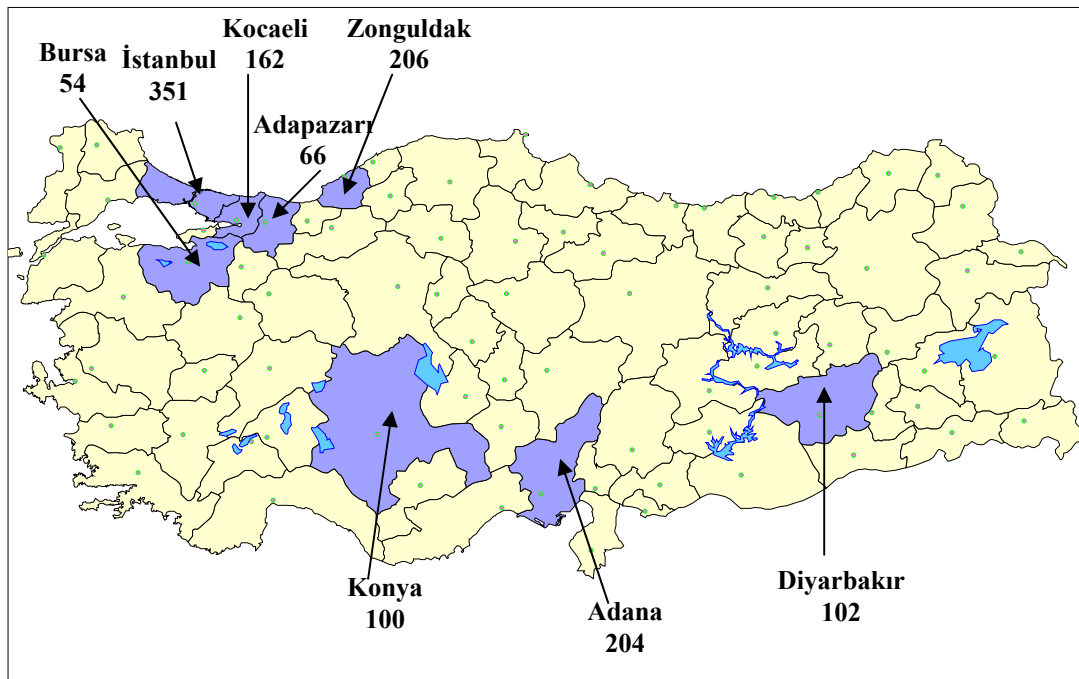 Kocaeli
162
Zonguldak
206
Bursa
54
İstanbul
351
Adapazarı
66
Konya
100
Adana
204
Diyarbakır
102